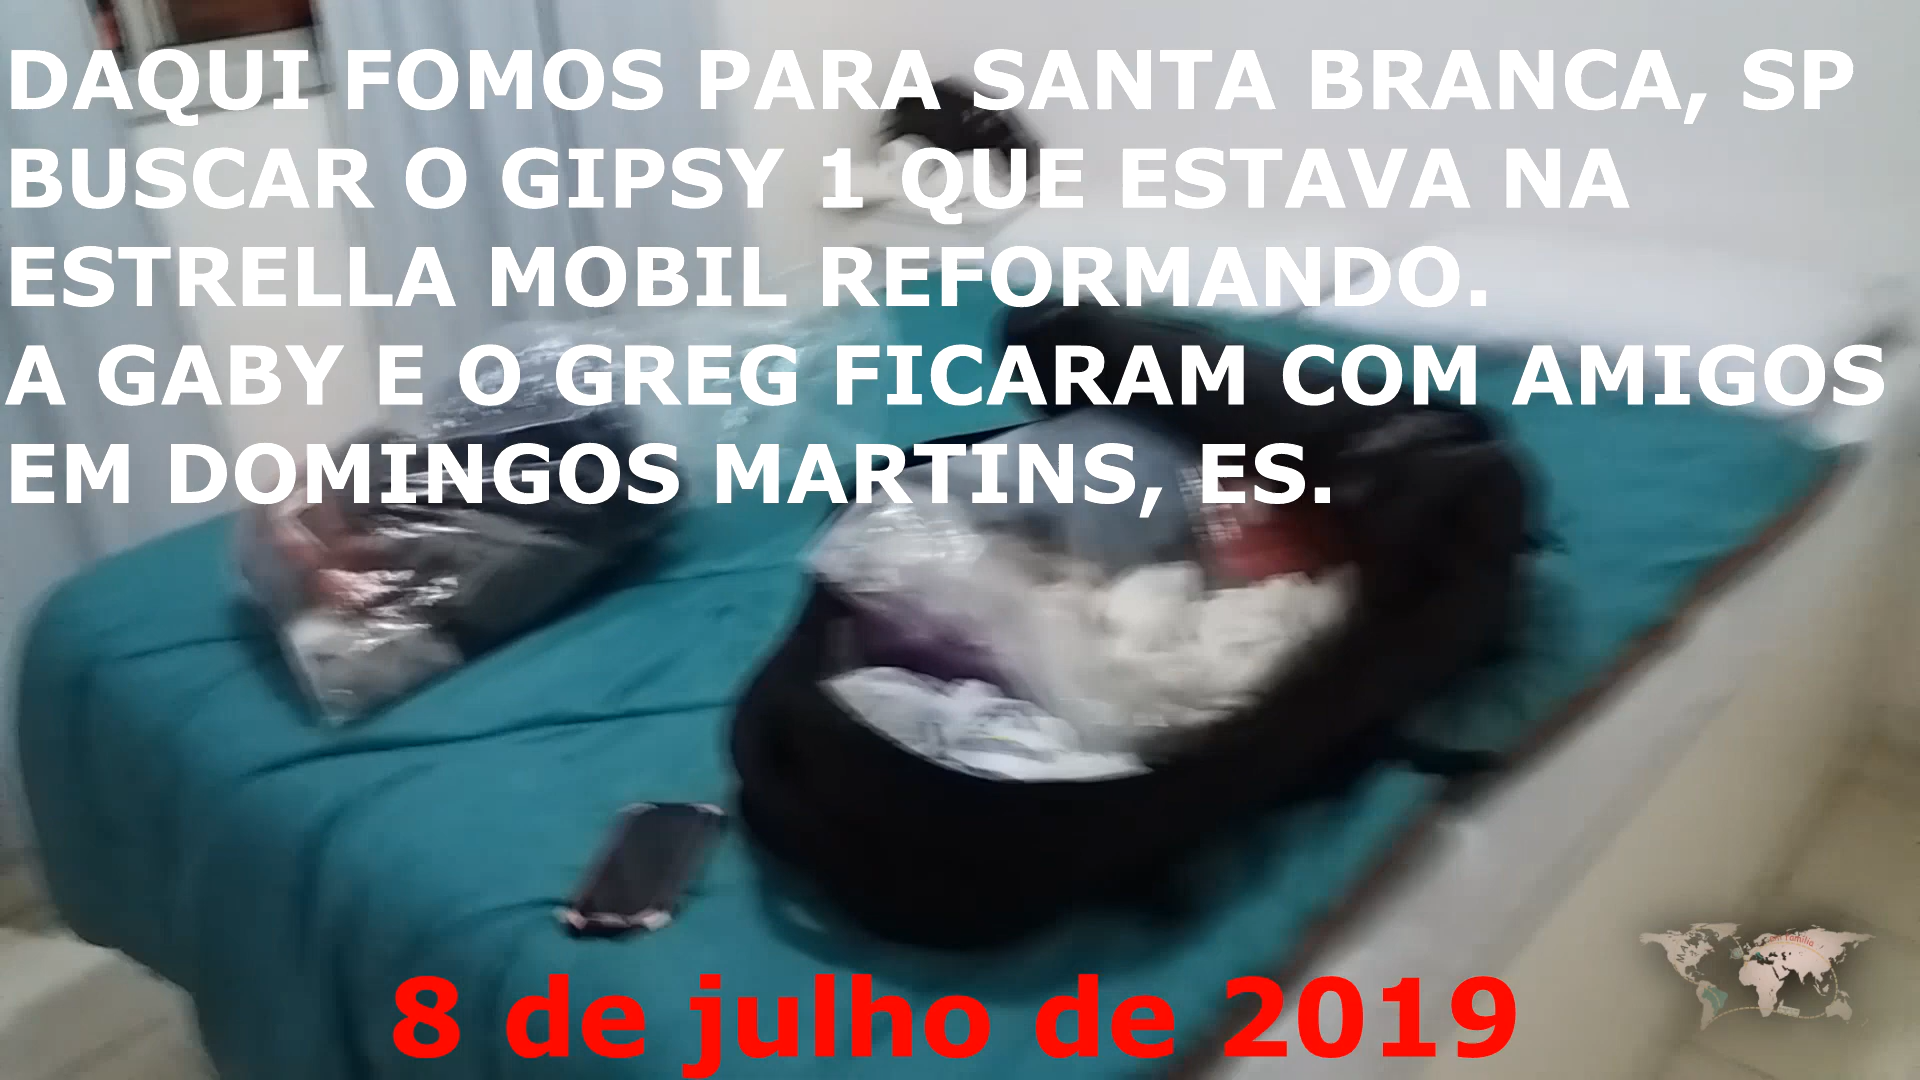 DAQUI FOMOS PARA SANTA BRANCA, SP
BUSCAR O GIPSY 1 QUE ESTAVA NA
ESTRELLA MOBIL REFORMANDO.
A GABY E O GREG FICARAM COM AMIGOS
EM DOMINGOS MARTINS, ES.
8 de julho de 2019